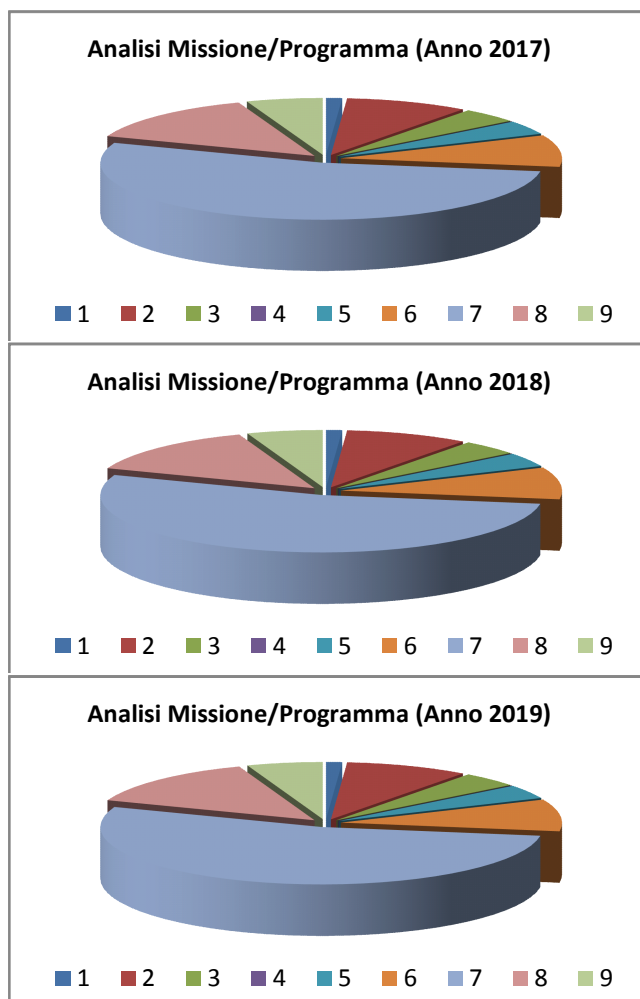 Analisi Missione/Programma (Anno 2017)
1 2 3 4 5 6 7 8 9
Analisi Missione/Programma (Anno 2018)
1 2 3 4 5 6 7 8 9
Analisi Missione/Programma (Anno 2019)
1 2 3 4 5 6 7 8 9